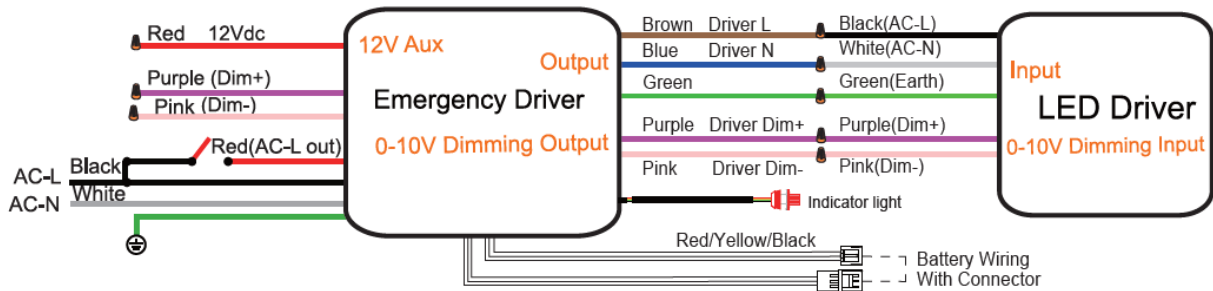 Red 12Vdc
Purple (Dim+)
Pink (Dim-)
Red(AC-L out)
Black
AC-L
White
AC-N
12V Aux
Output
Emergency Driver
0-10V Dimming Output
Brown Driver L
Blue Driver N
Green
Purple Driver Dim+
Pink Driver Dim-
Black(AC-L)
White(AC-N)
Green(Earth)
Purple(Dim+)
Pink(Dim-)
Indicator light
Input
LED Driver
0-10V Dimming Input
Red/Yellow/Black
Battery Wiring
With Connector